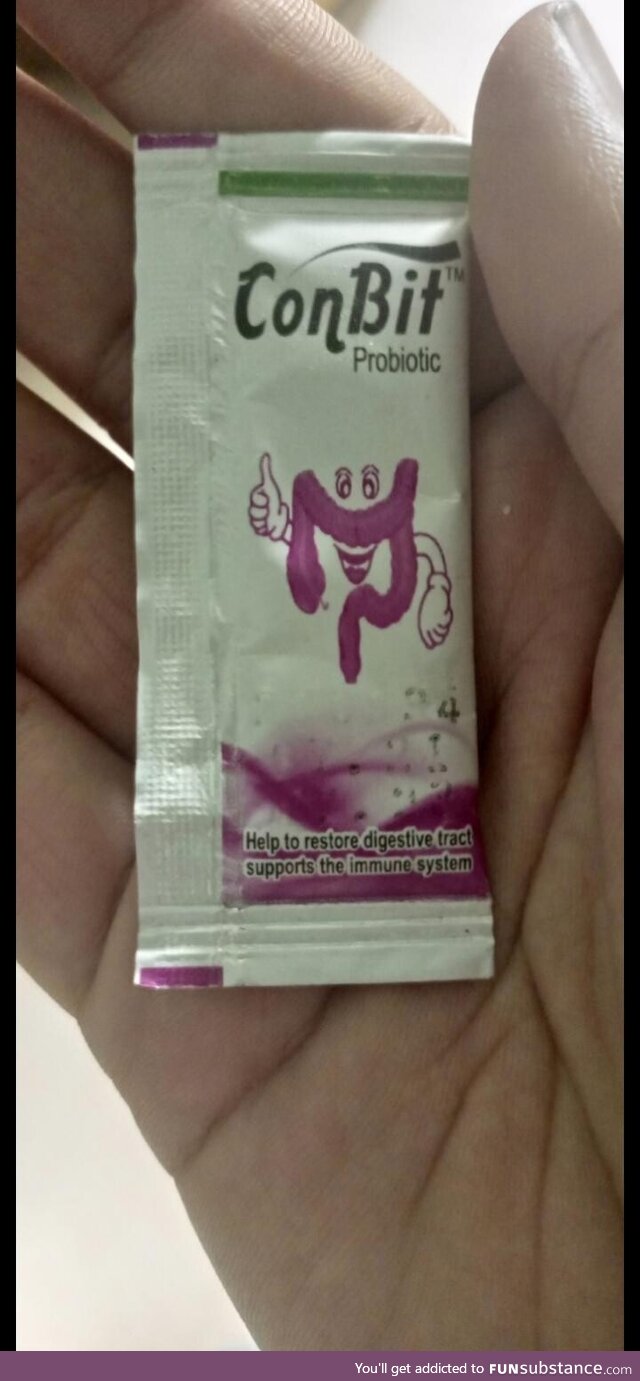 ConBit™
Probiotic
Help to restore digestive tract
supports the immune system
You'll get addicted to FUNsubstance.com